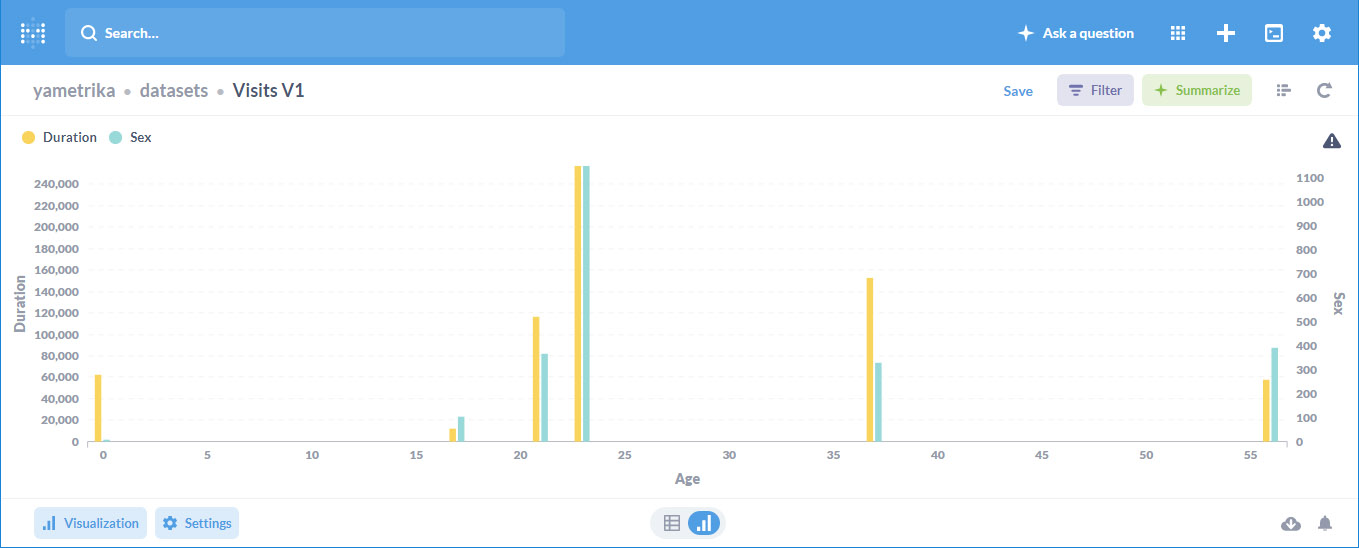 Search...
Ask a question
yametrika • datasets • Visits V1
Save
Filter
Summarize
Duration Sex
240,000
220,000
200,000
180,000
160,000
140,000
120,000
100,000
80,000
60,000
40,000
20,000
0
Duration
1100
1000
900
800
700
600
500
400
300
200
100
0
Sex
0 5 10 15 20 25 30 35 40 45 50 55
Age
Visualization
Settings